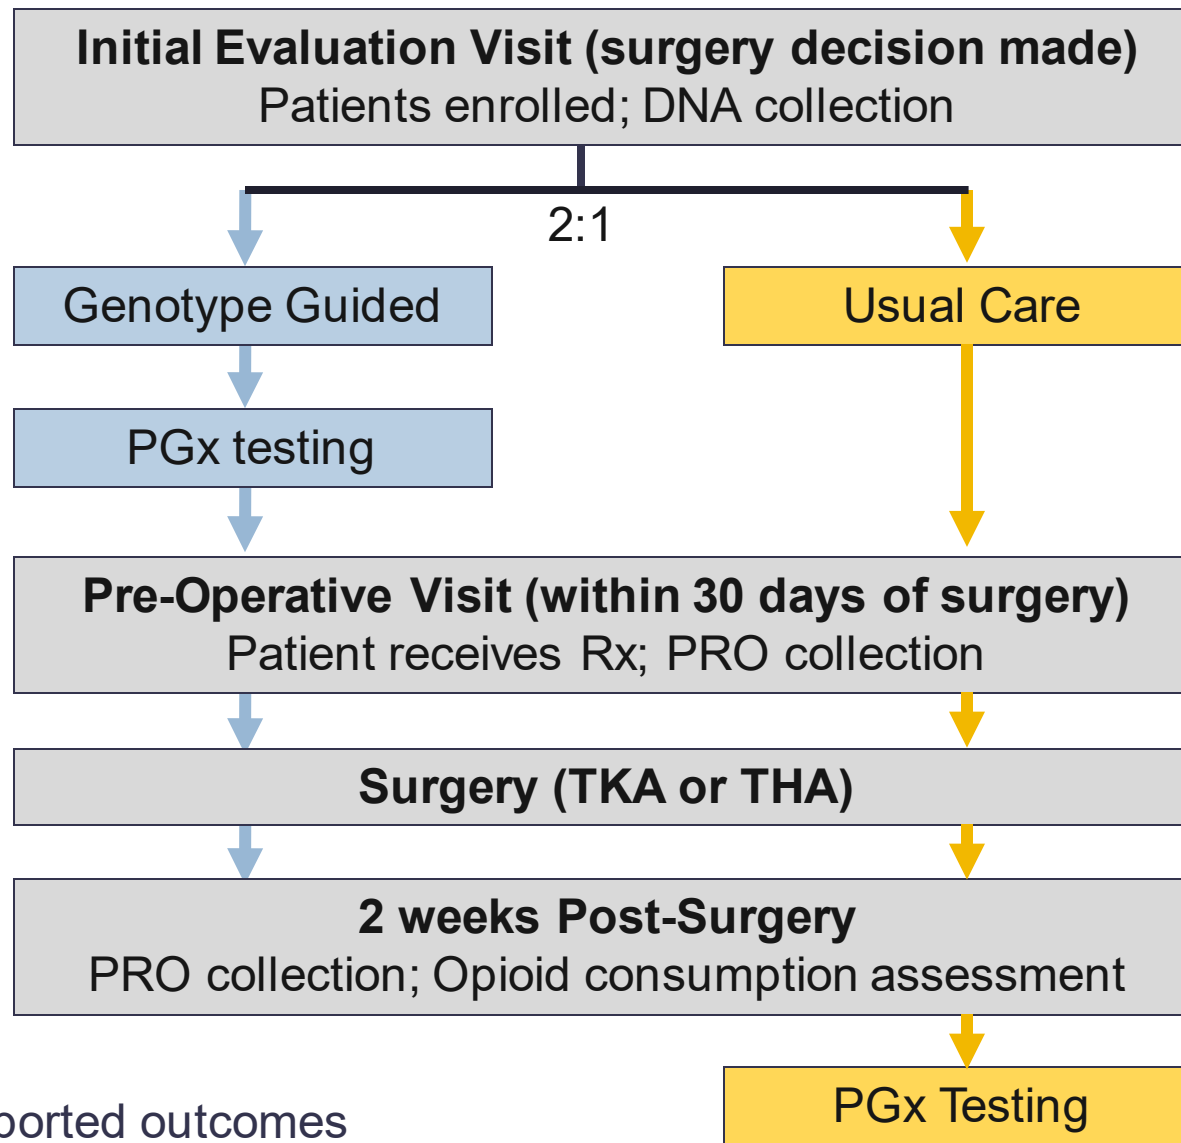 Initial Evaluation Visit (surgery decision made)
Patients enrolled; DNA collection
2:1
Genotype Guided
Usual Care
PGx testing
Pre-Operative Visit (within 30 days of surgery)
Patient receives Rx; PRO collection
Surgery (TKA or THA)
2 weeks Post-Surgery
PRO collection; Opioid consumption assessment
PGx Testing
ported outcomes